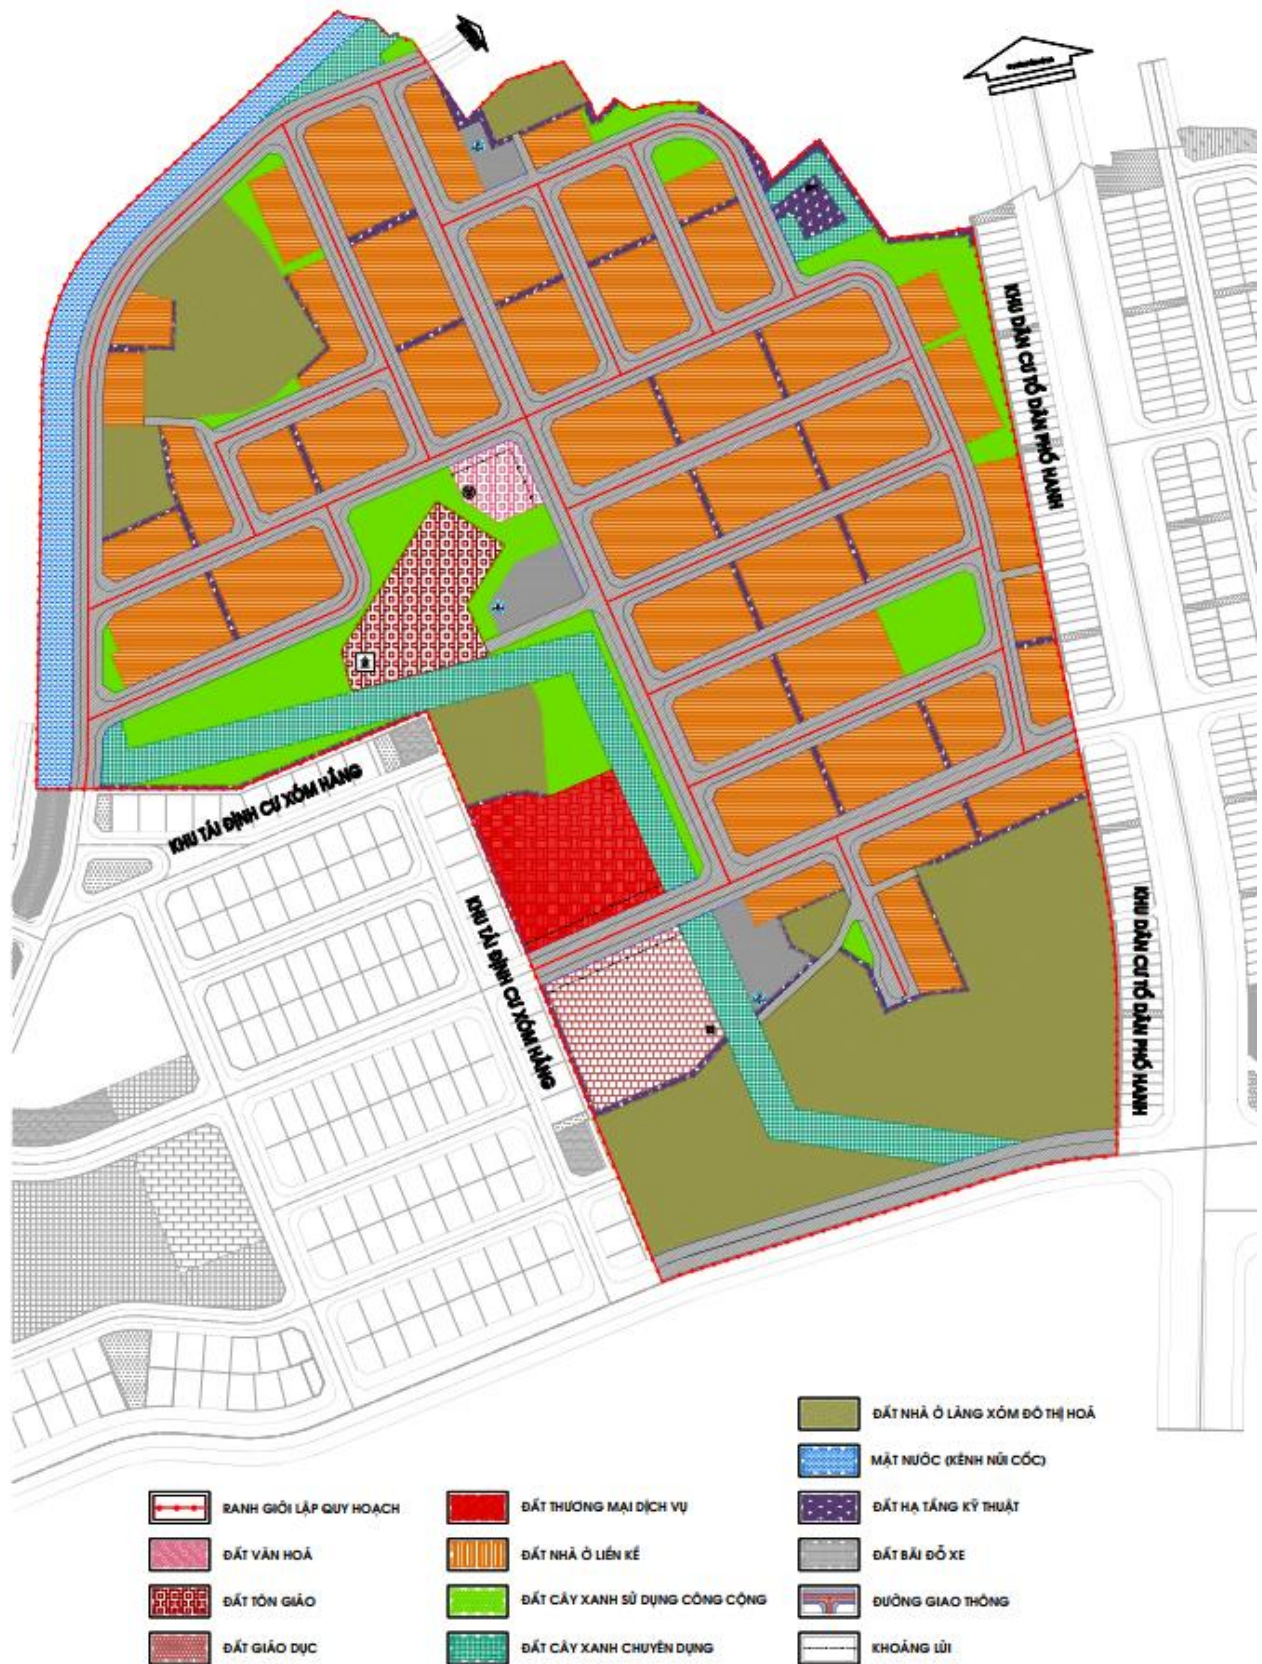 KHU DÂN CƯ TỔ DÂN PHỐ HANH
KHU TÁI ĐỊNH CƯ XÓM HẮNG
KHU TÁI ĐỊNH CƯ XÓM HẮNG
KHU DÂN CƯ TỔ DÂN PHỐ HANH
ĐẤT NHÀ Ở LÀNG XÓM ĐÔ THỊ HOÁ
MẶT NƯỚC (KÊNH NÚI CỐC)
RANH GIỚI LẬP QUY HOẠCH
ĐẤT THƯƠNG MẠI DỊCH VỤ
ĐẤT HẠ TẦNG KỸ THUẬT
ĐẤT VĂN HOÁ
ĐẤT NHÀ Ở LIỀN KỀ
ĐẤT BÃI ĐỖ XE
ĐẤT TÔN GIÁO
ĐẤT CÂY XANH SỬ DỤNG CÔNG CỘNG
ĐƯỜNG GIAO THÔNG
ĐẤT GIÁO DỤC
ĐẤT CÂY XANH CHUYÊN DỤNG
KHOẢNG LÙI